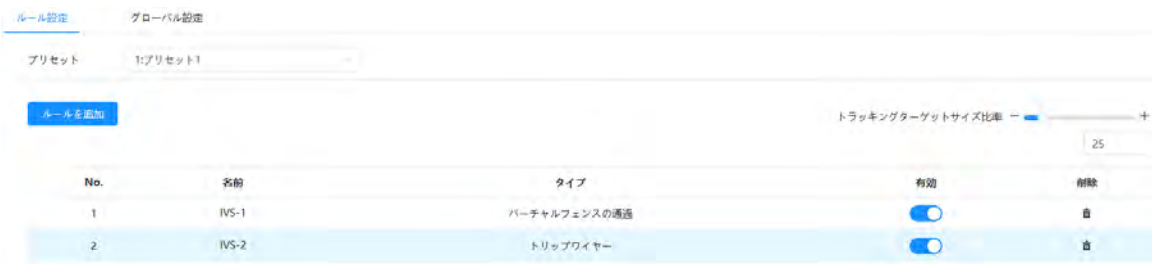 ルール設定 グローバル設定
プリセット 1:プリセット1
ルールを追加
トラッキングターゲットサイズ比率 － ＋
25
No. 名前 タイプ 有効 削除
1 IVS-1 バーチャルフェンスの通過
2 IVS-2 トリップワイヤー